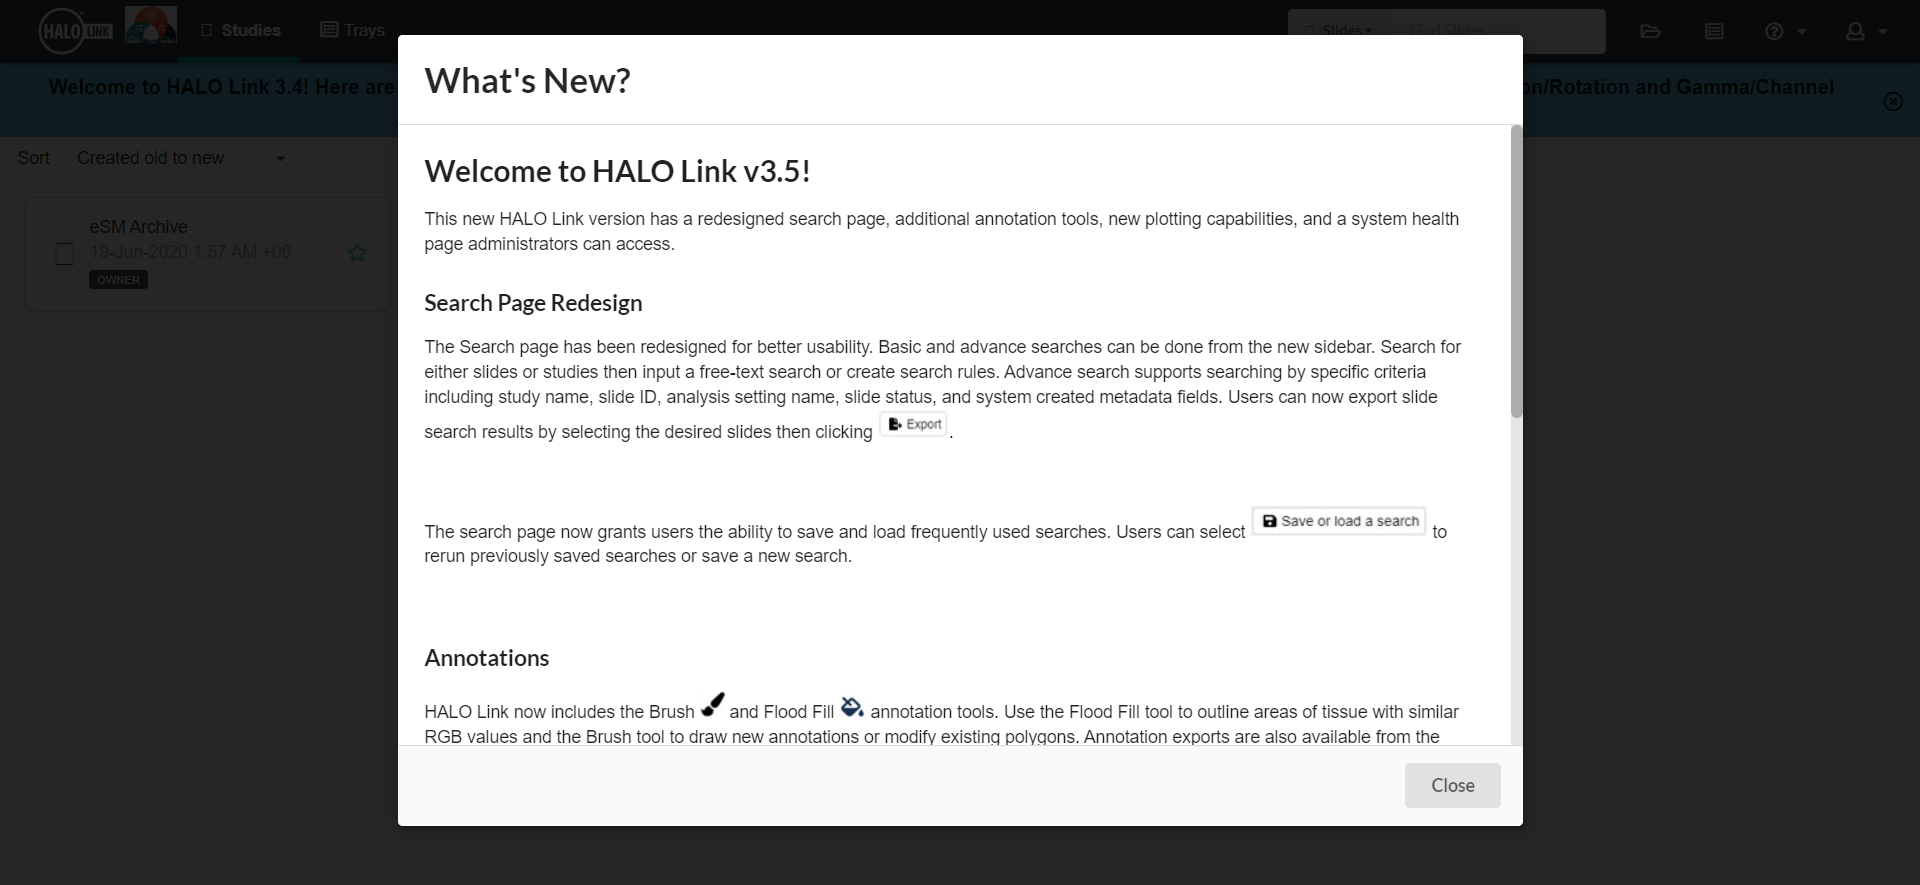 HALO LINK
Studies
Trays
Slides
Find Slides
Welcome to HALO Link 3.4! Here are
on/Rotation and Gamma/Channel
Sort
Created old to new
eSM Archive
19-Jun-2020 1:57 AM +06
OWNER
What's New?
Welcome to HALO Link v3.5!
This new HALO Link version has a redesigned search page, additional annotation tools, new plotting capabilities, and a system health
page administrators can access.
Search Page Redesign
The Search page has been redesigned for better usability. Basic and advance searches can be done from the new sidebar. Search for
either slides or studies then input a free-text search or create search rules. Advance search supports searching by specific criteria
including study name, slide ID, analysis setting name, slide status, and system created metadata fields. Users can now export slide
search results by selecting the desired slides then clicking Export .
The search page now grants users the ability to save and load frequently used searches. Users can select Save or load a search to
rerun previously saved searches or save a new search.
Annotations
HALO Link now includes the Brush and Flood Fill annotation tools. Use the Flood Fill tool to outline areas of tissue with similar
RGB values and the Brush tool to draw new annotations or modify existing polygons. Annotation exports are also available from the
Close